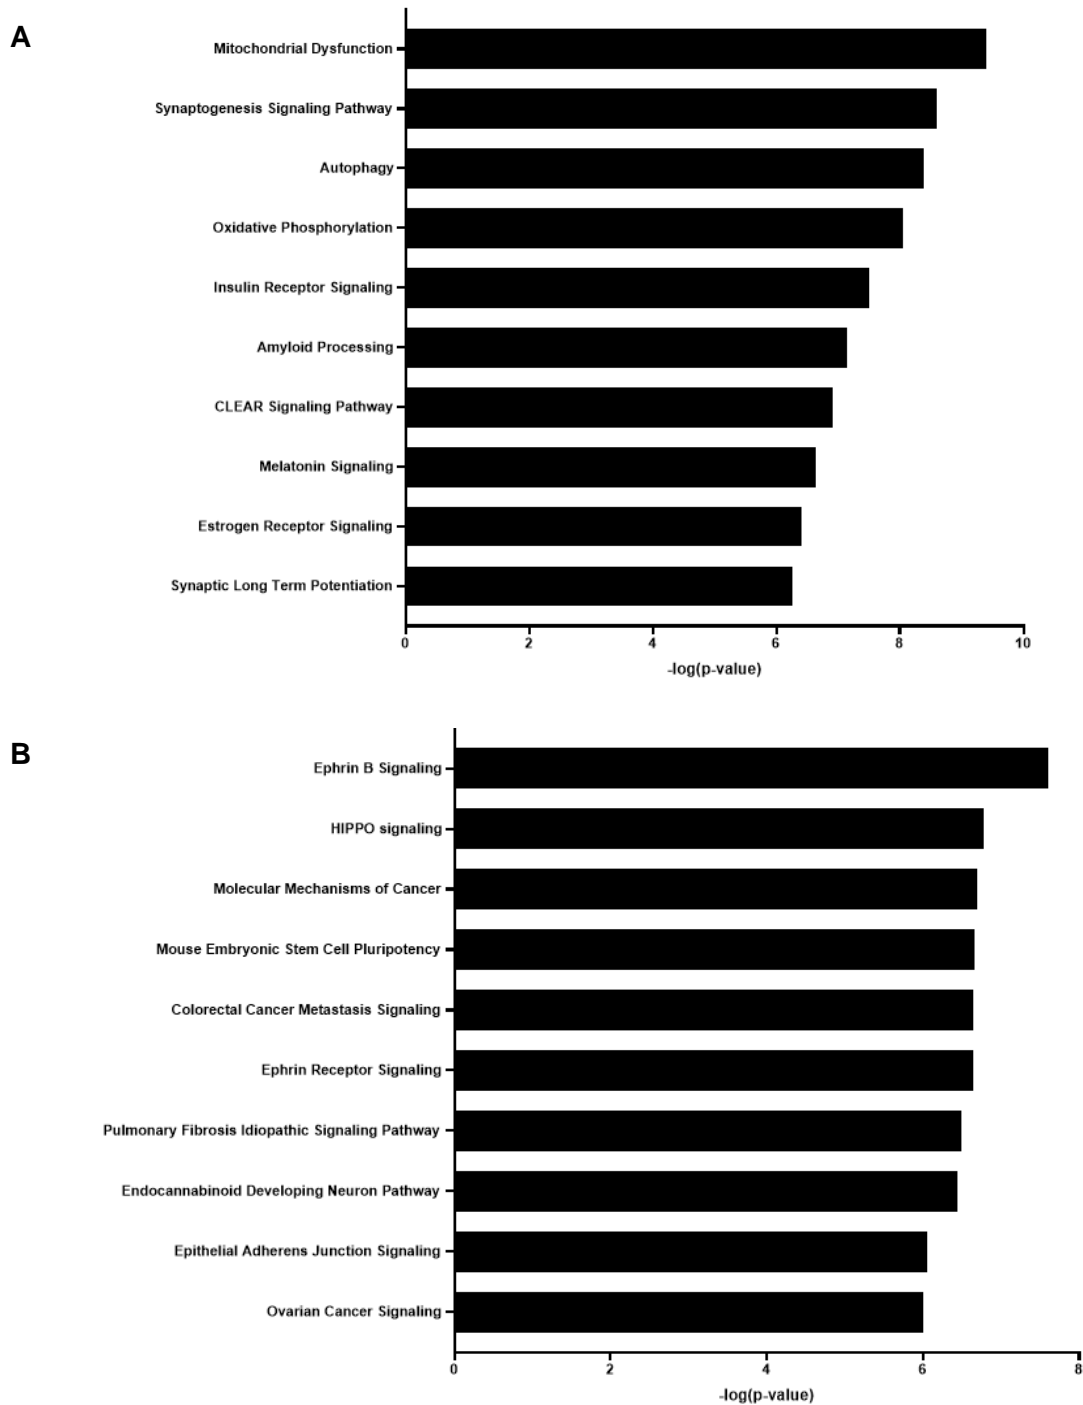 A
Mitochondrial Dysfunction
Synaptogenesis Signaling Pathway
Autophagy
Oxidative Phosphorylation
Insulin Receptor Signaling
Amyloid Processing
CLEAR Signaling Pathway
Melatonin Signaling
Estrogen Receptor Signaling
Synaptic Long Term Potentiation
0 2 4 6 8 10
-log(p-value)
B
Ephrin B Signaling
HIPPO signaling
Molecular Mechanisms of Cancer
Mouse Embryonic Stem Cell Pluripotency
Colorectal Cancer Metastasis Signaling
Ephrin Receptor Signaling
Pulmonary Fibrosis Idiopathic Signaling Pathway
Endocannabinoid Developing Neuron Pathway
Epithelial Adherens Junction Signaling
Ovarian Cancer Signaling
0 2 4 6 8
-log(p-value)